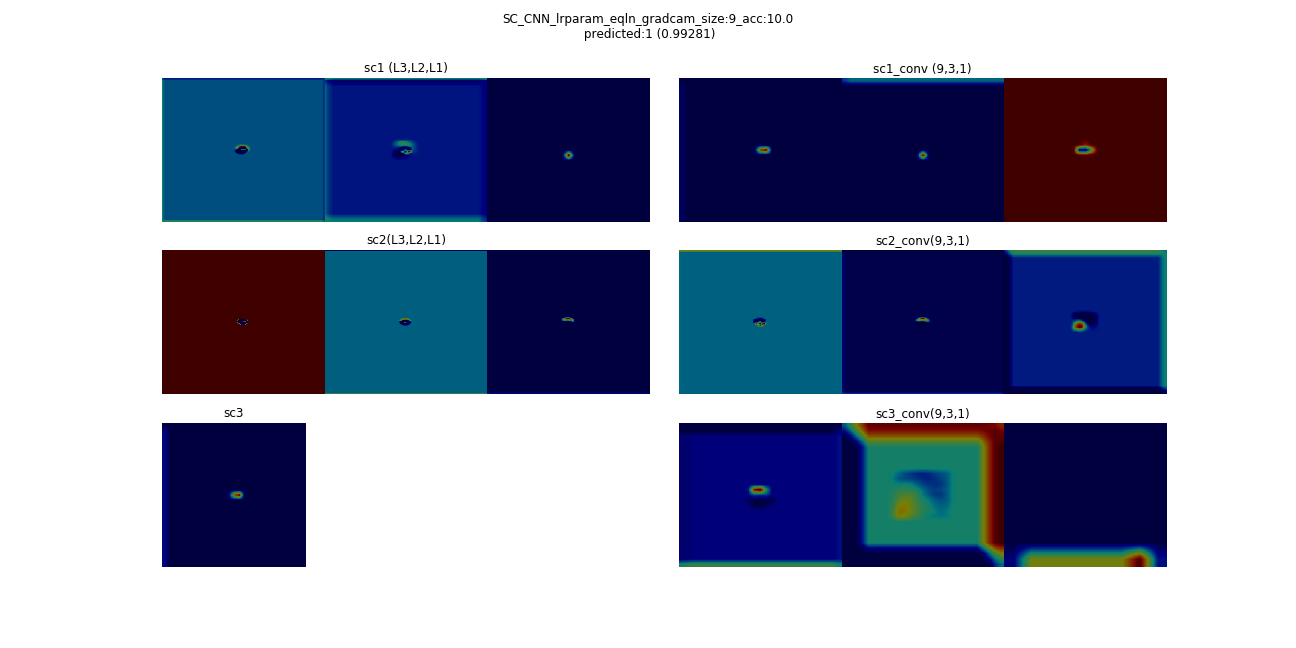 SC_CNN_lrparam_eqln_gradcam_size:9_acc:10.0
predicted:1 (0.99281)
sc1 (L3,L2,L1)
sc1_conv (9,3,1)
sc2(L3,L2,L1)
sc2_conv(9,3,1)
sc3
sc3_conv(9,3,1)